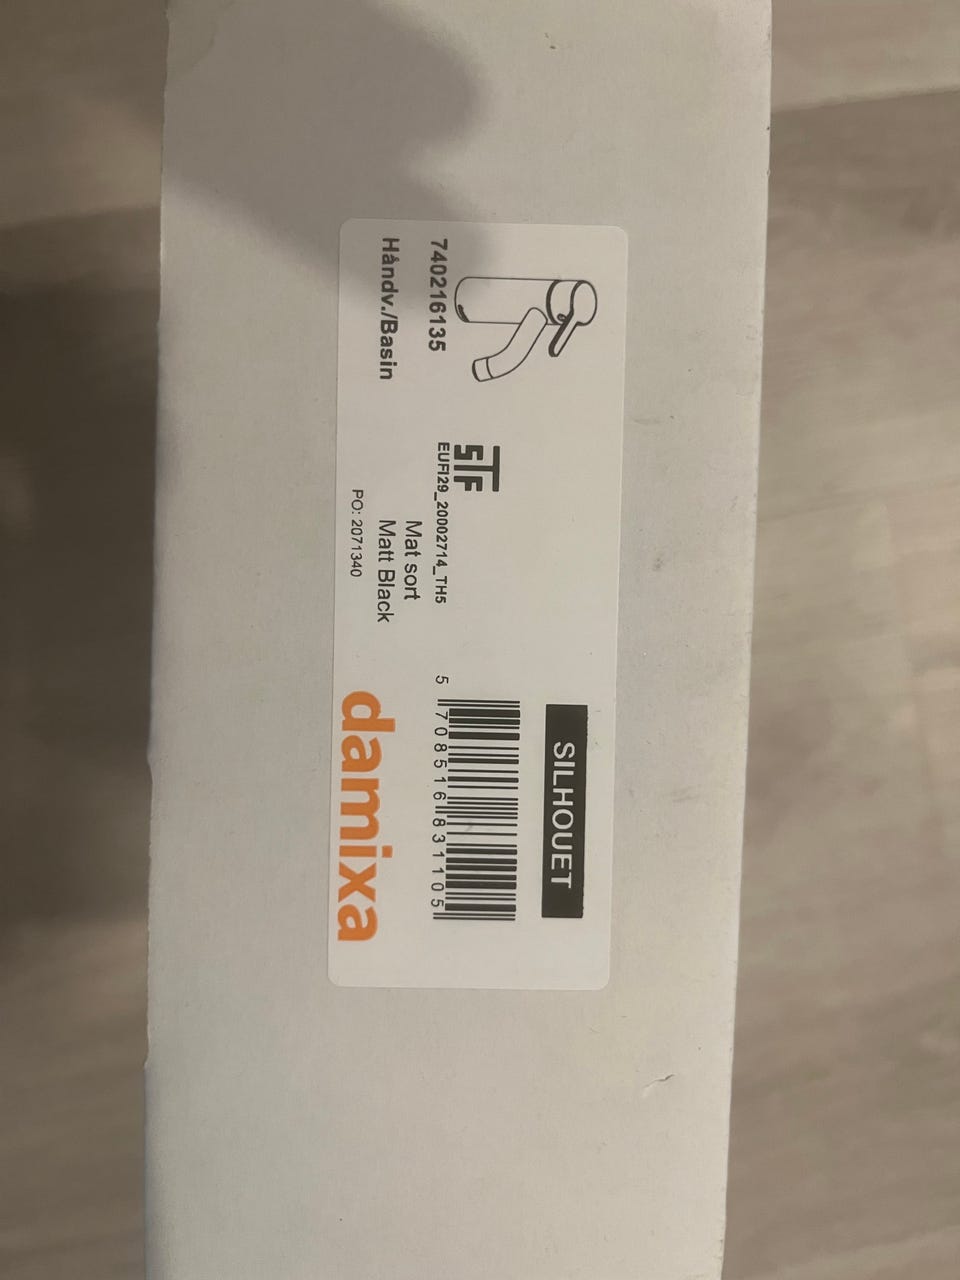 SILHOUET
740216135
Håndv./Basin
STF
EUFI29_20002714_TH5
Mat sort
Matt Black
PO: 2071340
5 708516 831105
damixa